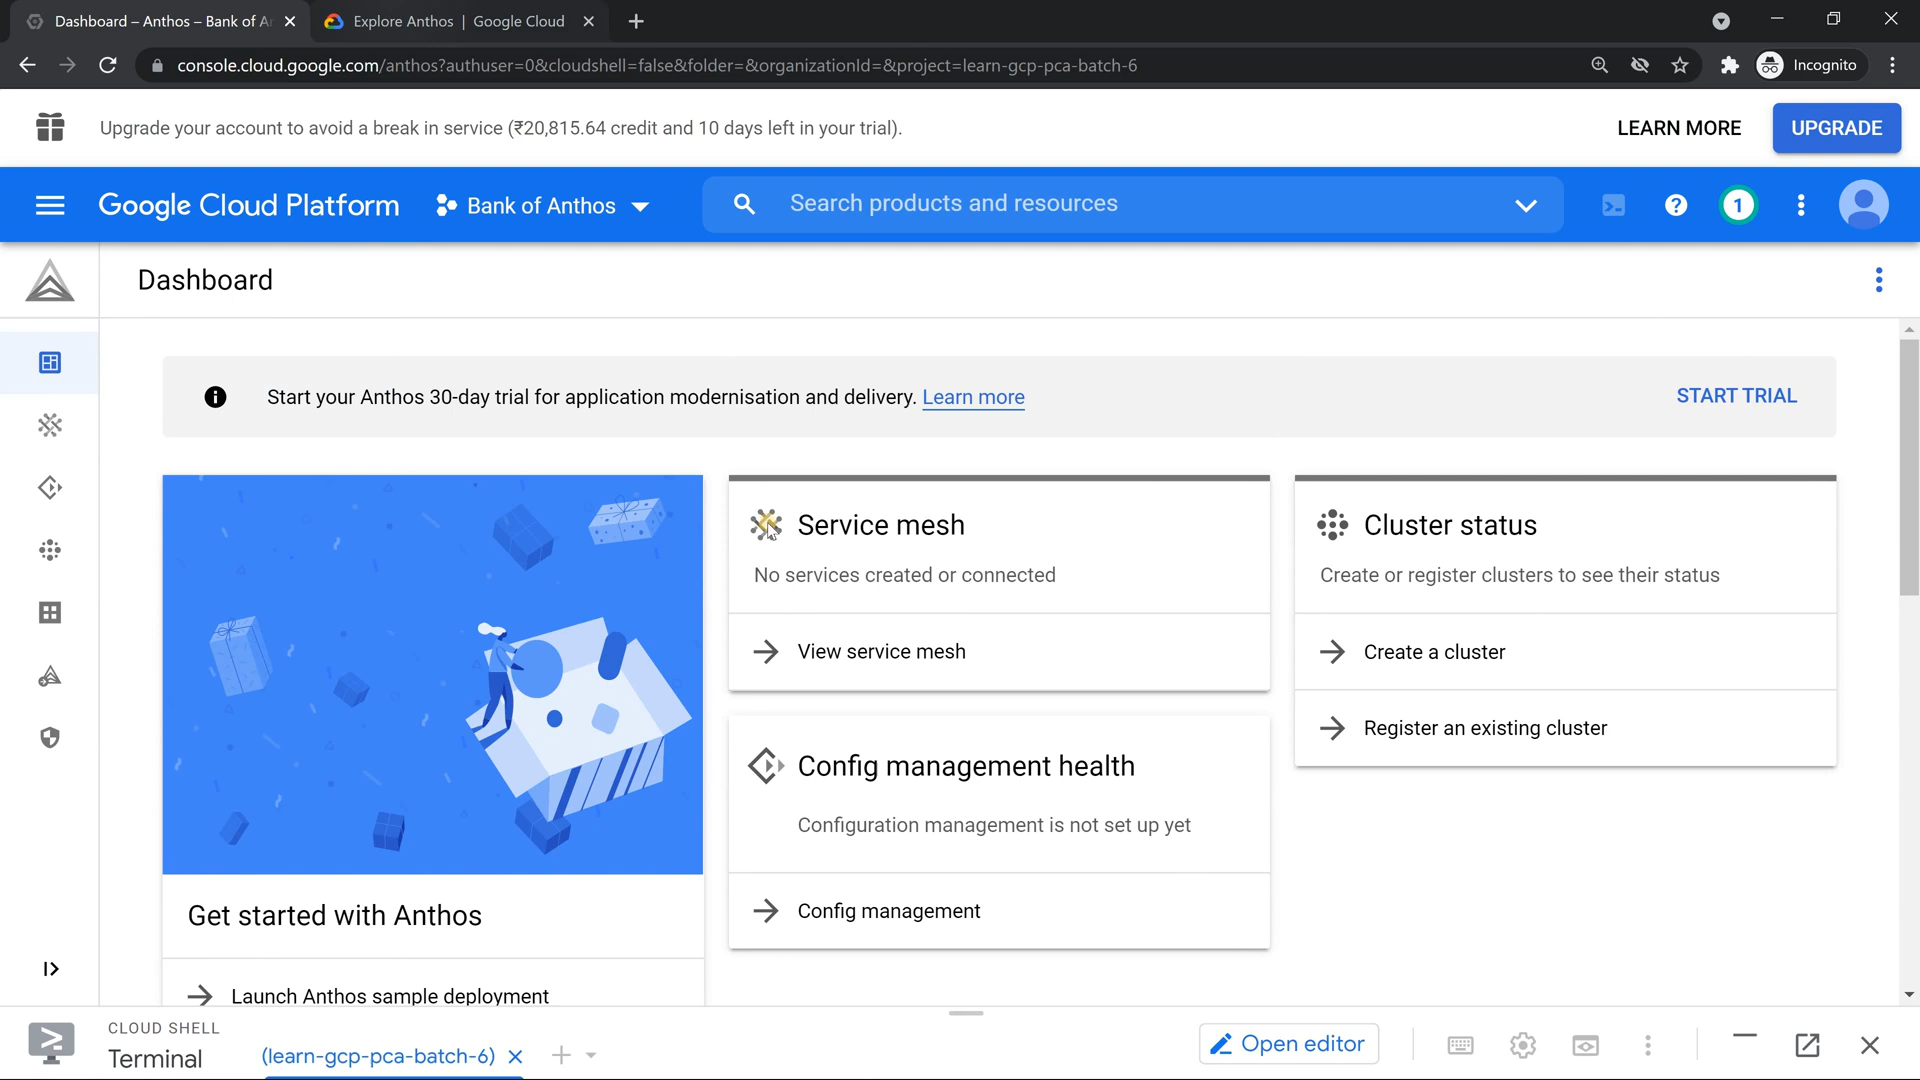 Dashboard – Anthos – Bank of A
Explore Anthos | Google Cloud
console.cloud.google.com/anthos?authuser=0&cloudshell=false&folder=&organizationId=&project=learn-gcp-pca-batch-6
Incognito
Upgrade your account to avoid a break in service (₹20,815.64 credit and 10 days left in your trial).
LEARN MORE
UPGRADE
Google Cloud Platform
Bank of Anthos
Search products and resources
1
Dashboard
Start your Anthos 30-day trial for application modernisation and delivery. Learn more
START TRIAL
Service mesh
No services created or connected
View service mesh
Cluster status
Create or register clusters to see their status
Create a cluster
Register an existing cluster
Config management health
Configuration management is not set up yet
Config management
Get started with Anthos
Launch Anthos sample deployment
CLOUD SHELL
Terminal
(learn-gcp-pca-batch-6)
Open editor